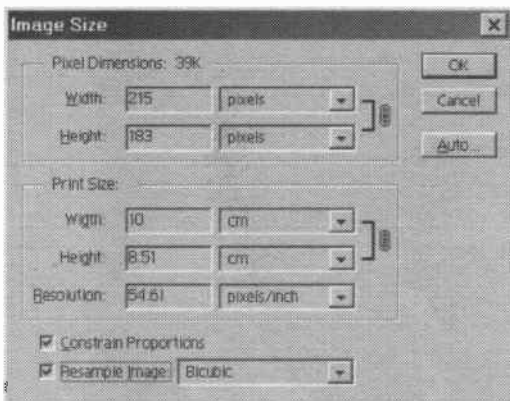 Image Size
Pixel Dimensions: 39K
OK
Width: 215 pixels
Cancel
Height: 183 pixels
Auto...
Print Size:
Width: 10 cm
Height: 8.51 cm
Resolution: 54.61 pixels/inch
Constrain Proportions
Resample Image: Bicubic